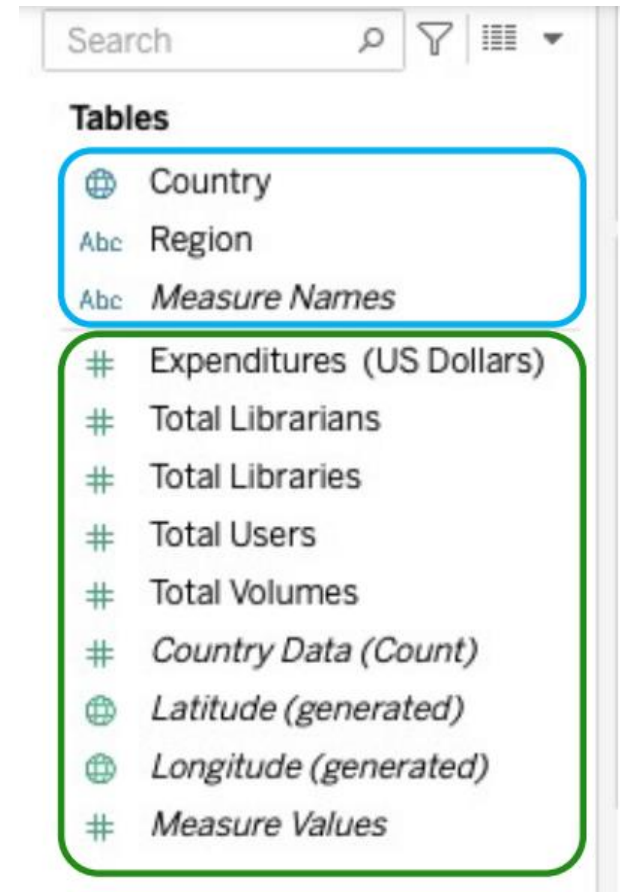 Search
Tables
Country
Abc Region
Abc Measure Names
# Expenditures (US Dollars)
# Total Librarians
# Total Libraries
# Total Users
# Total Volumes
# Country Data (Count)
Latitude (generated)
Longitude (generated)
# Measure Values